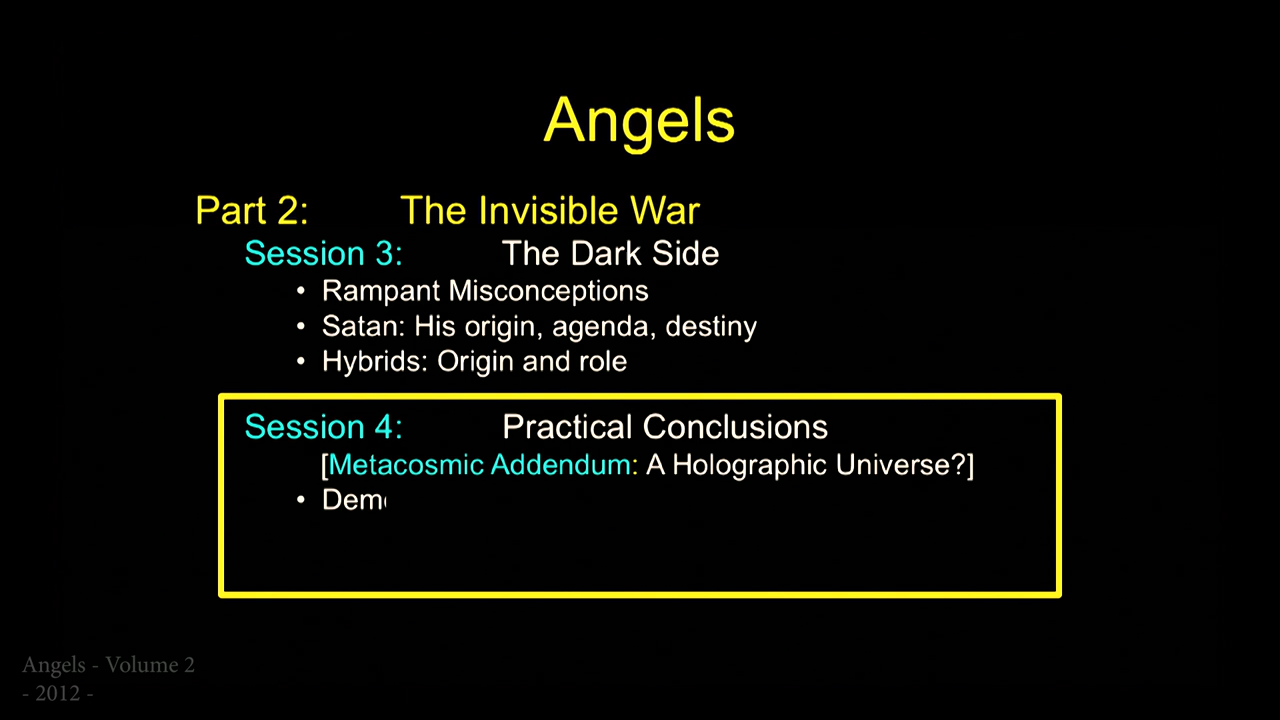 Angels
Part 2: The Invisible War
Session 3: The Dark Side
• Rampant Misconceptions
• Satan: His origin, agenda, destiny
• Hybrids: Origin and role
Session 4: Practical Conclusions
[Metacosmic Addendum: A Holographic Universe?]
• Dem
Angels - Volume 2
- 2012 -